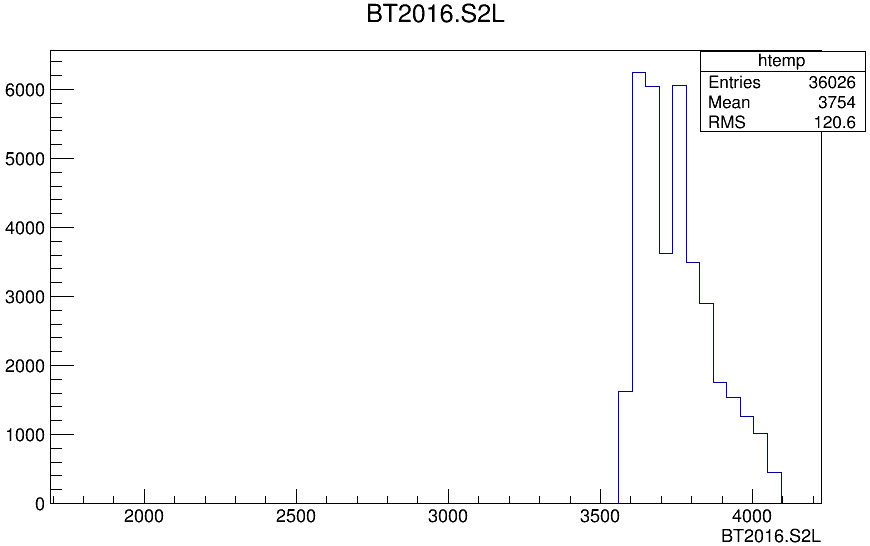 BT2016.S2L
htemp
Entries 36026
Mean 3754
RMS 120.6
6000
5000
4000
3000
2000
1000
0
2000 2500 3000 3500 4000
BT2016.S2L